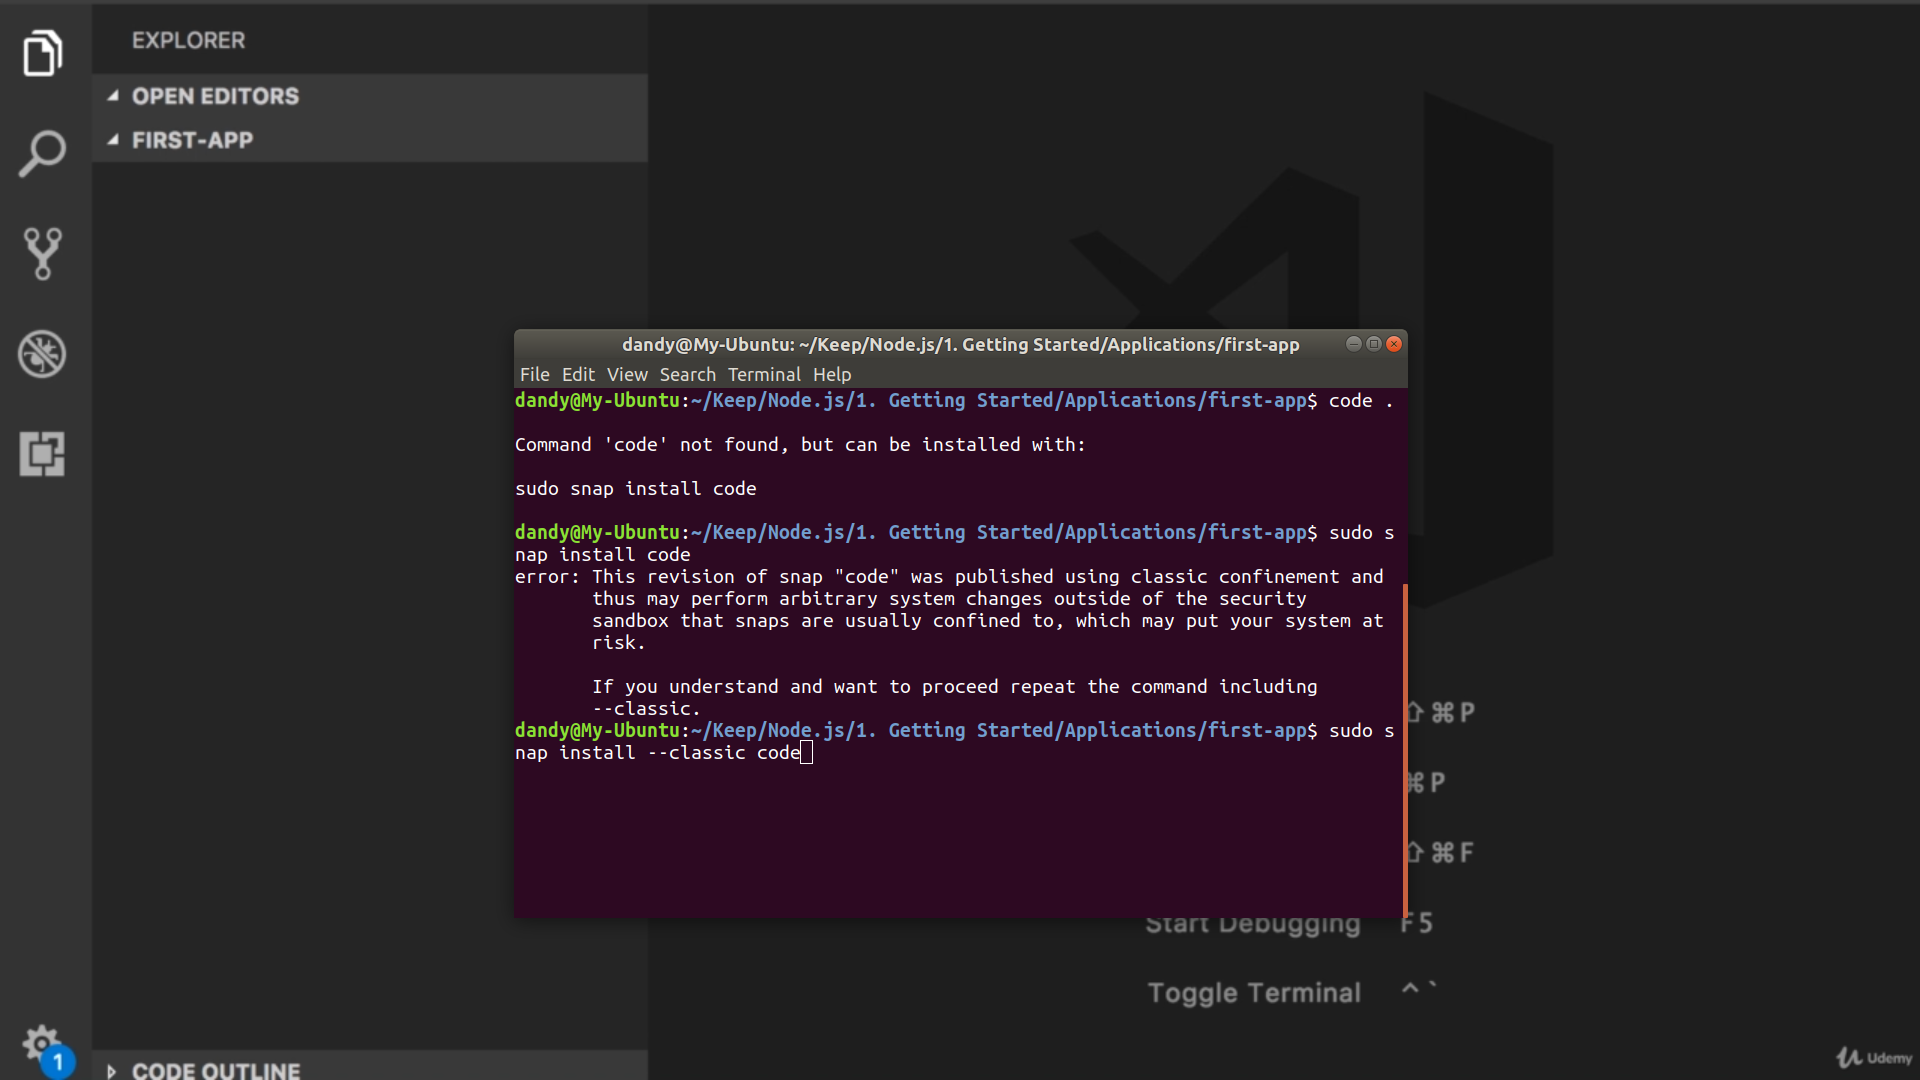 EXPLORER
OPEN EDITORS
FIRST-APP
dandy@My-Ubuntu: ~/Keep/Node.js/1. Getting Started/Applications/first-app
File Edit View Search Terminal Help
dandy@My-Ubuntu:~/Keep/Node.js/1. Getting Started/Applications/first-app$ code .
Command 'code' not found, but can be installed with:
sudo snap install code
dandy@My-Ubuntu:~/Keep/Node.js/1. Getting Started/Applications/first-app$ sudo s
nap install code
error: This revision of snap "code" was published using classic confinement and
thus may perform arbitrary system changes outside of the security
sandbox that snaps are usually confined to, which may put your system at
risk.
If you understand and want to proceed repeat the command including
--classic.
dandy@My-Ubuntu:~/Keep/Node.js/1. Getting Started/Applications/first-app$ sudo s
nap install --classic code
⇧⌘P
⌘P
⇧⌘F
Start Debugging F5
Toggle Terminal ^`
1
CODE OUTLINE
Udemy